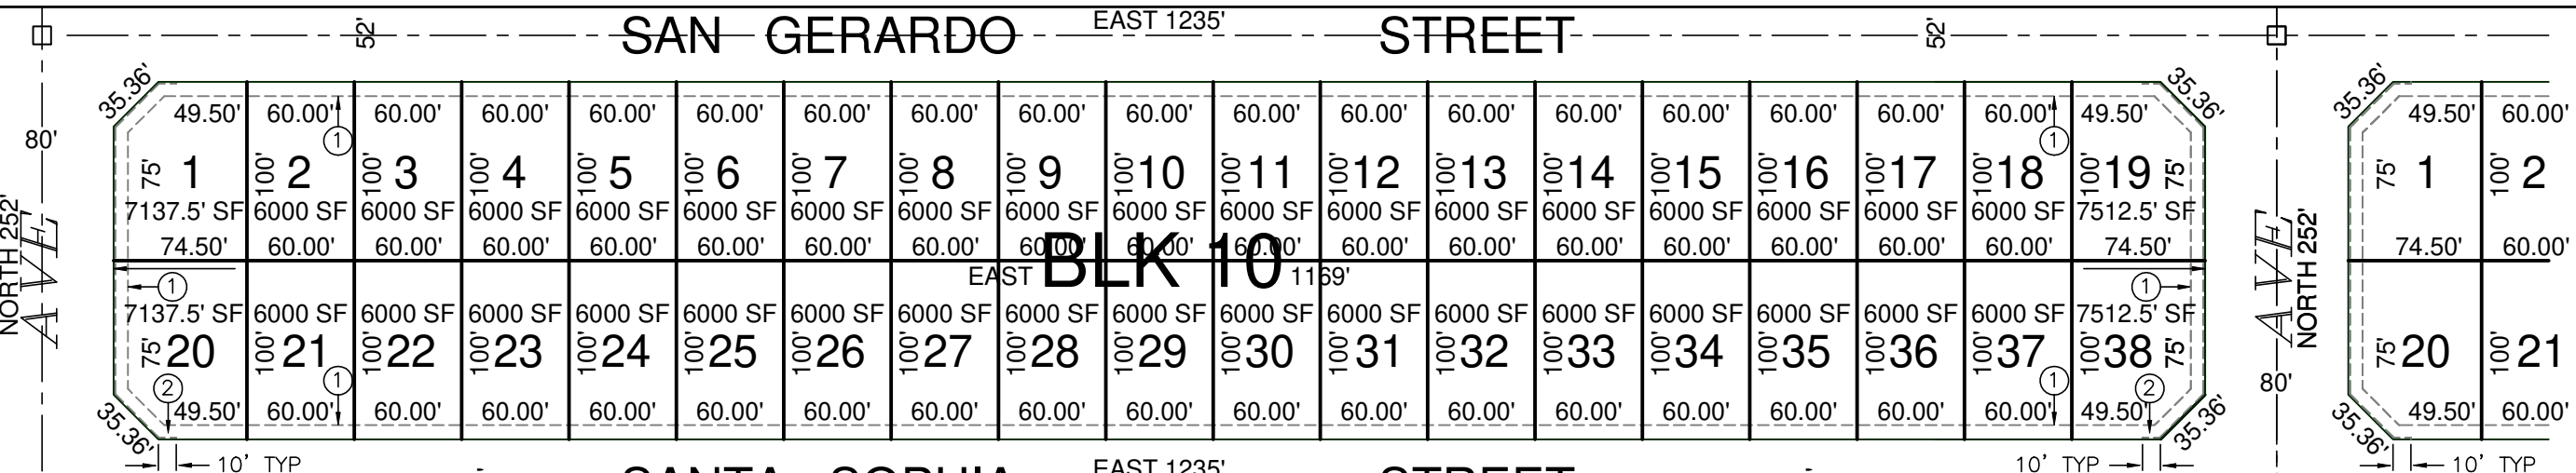 SAN GERARDO EAST 1235' STREET
52' 52'
35.36' 35.36' 35.36'
80' 80'
NORTH 252' AVE AVE NORTH 252'
49.50' 60.00' 60.00' 60.00' 60.00' 60.00' 60.00' 60.00' 60.00' 60.00' 60.00' 60.00' 60.00' 60.00' 60.00' 60.00' 60.00' 60.00' 49.50' 49.50' 60.00'
1 1
75' 1 100' 2 100' 3 100' 4 100' 5 100' 6 100' 7 100' 8 100' 9 100' 10 100' 11 100' 12 100' 13 100' 14 100' 15 100' 16 100' 17 100' 18 100' 19 75' 75' 1 100' 2
7137.5' SF 6000 SF 6000 SF 6000 SF 6000 SF 6000 SF 6000 SF 6000 SF 6000 SF 6000 SF 6000 SF 6000 SF 6000 SF 6000 SF 6000 SF 6000 SF 6000 SF 6000 SF 7512.5' SF
74.50' 60.00' 60.00' 60.00' 60.00' 60.00' 60.00' 60.00' 60.00' 60.00' 60.00' 60.00' 60.00' 60.00' 60.00' 60.00' 60.00' 60.00' 74.50' 74.50' 60.00'
EAST BLK 10 1169'
1 1
7137.5' SF 6000 SF 6000 SF 6000 SF 6000 SF 6000 SF 6000 SF 6000 SF 6000 SF 6000 SF 6000 SF 6000 SF 6000 SF 6000 SF 6000 SF 6000 SF 6000 SF 6000 SF 7512.5' SF
75' 20 100' 21 100' 22 100' 23 100' 24 100' 25 100' 26 100' 27 100' 28 100' 29 100' 30 100' 31 100' 32 100' 33 100' 34 100' 35 100' 36 100' 37 100' 38 75' 75' 20 100' 21
2 1 1 2
80'
49.50' 60.00' 60.00' 60.00' 60.00' 60.00' 60.00' 60.00' 60.00' 60.00' 60.00' 60.00' 60.00' 60.00' 60.00' 60.00' 60.00' 60.00' 49.50' 49.50' 60.00'
35.36' 35.36' 35.36'
10' TYP 10' TYP 10' TYP
SANTA SOPHIA EAST 1235' STREET